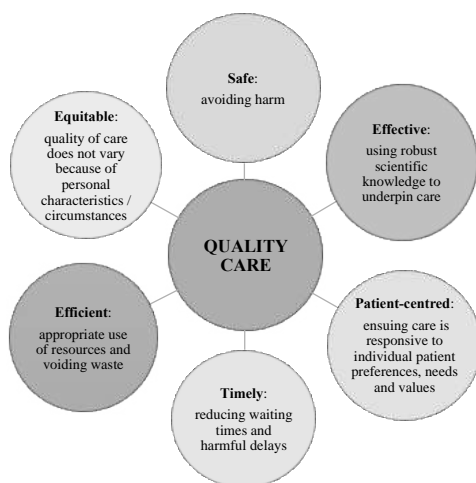 Safe:
avoiding harm
Effective:
using robust
scientific
knowledge to
underpin care
Patient-centred:
ensuing care is
responsive to
individual patient
preferences, needs
and values
Timely:
reducing waiting
times and
harmful delays
Efficient:
appropriate use
of resources and
voiding waste
Equitable:
quality of care
does not vary
because of
personal
characteristics /
circumstances
QUALITY
CARE